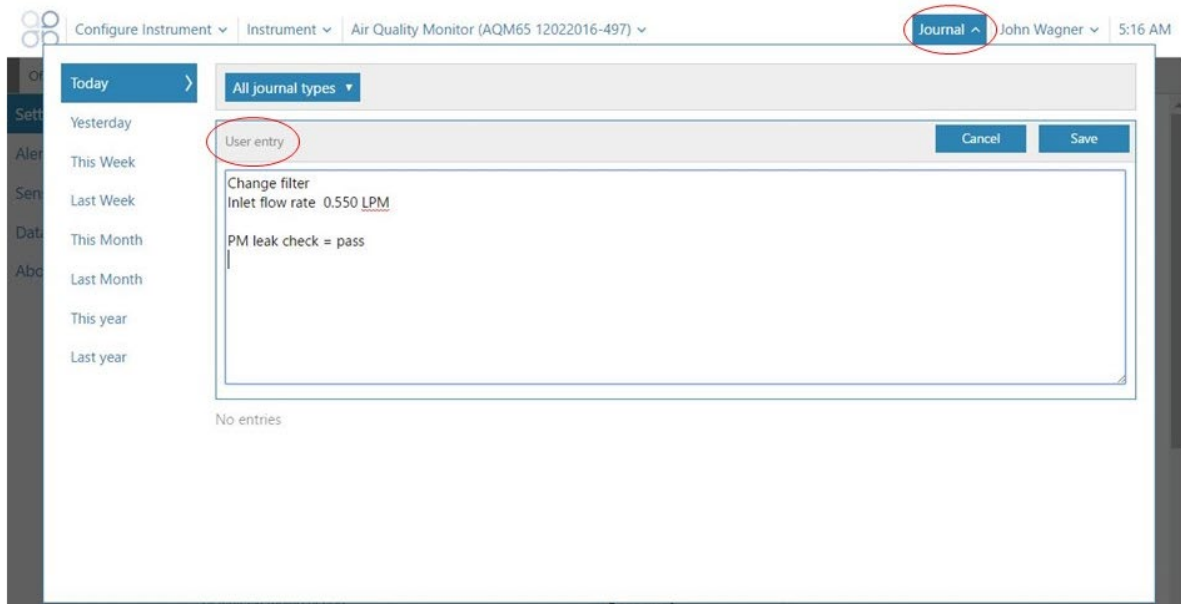 Configure Instrument Instrument Air Quality Monitor (AQM65 12022016-497) Journal John Wagner 5:16 AM
Today
Yesterday
This Week
Last Week
This Month
Last Month
This year
Last year
All journal types
User entry Cancel Save
Change filter
Inlet flow rate 0.550 LPM
PM leak check = pass
No entries
Sett
Aler
Sen
Data
Abo